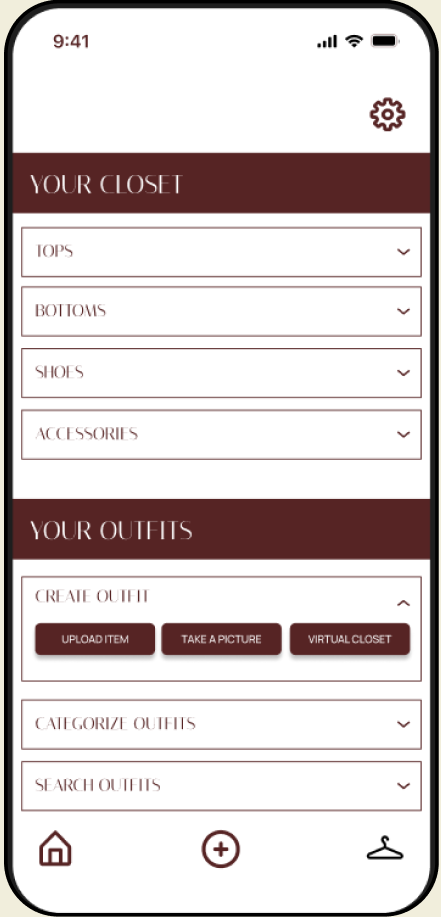 9:41
YOUR CLOSET
TOPS
BOTTOMS
SHOES
ACCESSORIES
YOUR OUTFITS
CREATE OUTFIT
UPLOAD ITEM TAKE A PICTURE VIRTUAL CLOSET
CATEGORIZE OUTFITS
SEARCH OUTFITS